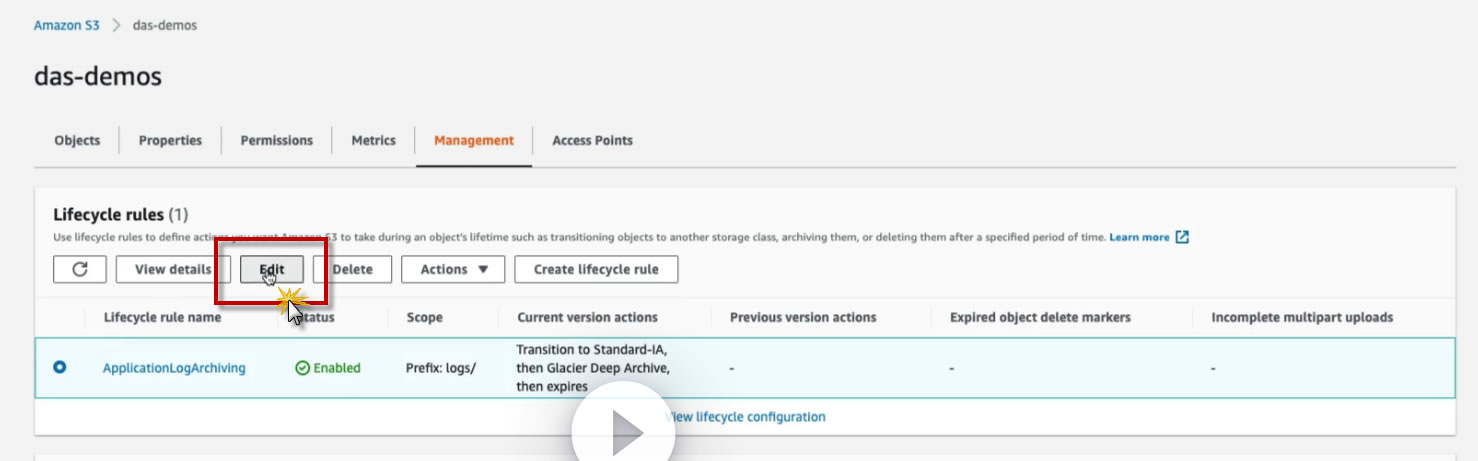 Amazon S3 > das-demos
das-demos
Objects Properties Permissions Metrics Management Access Points
Lifecycle rules (1)
Use lifecycle rules to define actions you want Amazon S3 to take during an object's lifetime such as transitioning objects to another storage class, archiving them, or deleting them after a specified period of time. Learn more
View details Edit Delete Actions Create lifecycle rule
Lifecycle rule name Status Scope Current version actions Previous version actions Expired object delete markers Incomplete multipart uploads
Transition to Standard-IA,
ApplicationLogArchiving Enabled Prefix: logs/ then Glacier Deep Archive, - - -
then expires
View lifecycle configuration